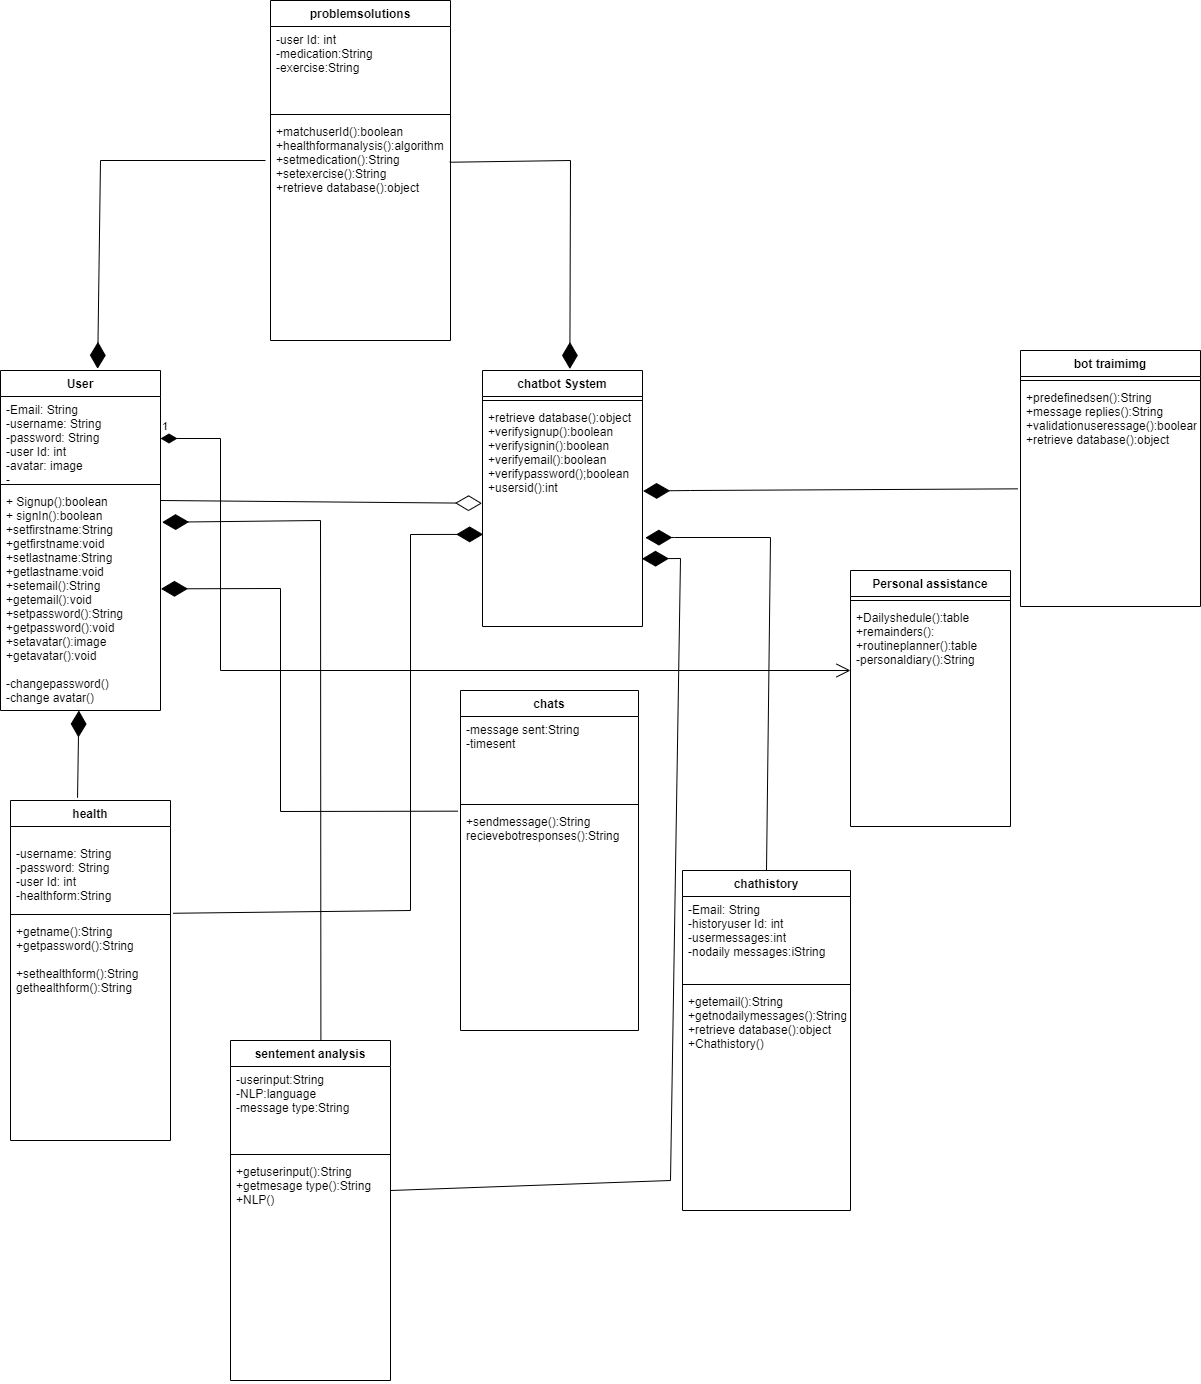 problemsolutions
-user Id: int
-medication:String
-exercise:String
+matchuserId():boolean
+healthformanalysis():algorithm
+setmedication():String
+setexercise():String
+retrieve database():object
User
-Email: String
-username: String
-password: String
-user Id: int
-avatar: image
-
+ Signup():boolean
+ signIn():boolean
+setfirstname:String
+getfirstname:void
+setlastname:String
+getlastname:void
+setemail():String
+getemail():void
+setpassword():String
+getpassword():void
+setavatar():image
+getavatar():void
-changepassword()
-change avatar()
1
chatbot System
+retrieve database():object
+verifysignup():boolean
+verifysignin():boolean
+verifyemail():boolean
+verifypassword();boolean
+usersid():int
bot traimimg
+predefinedsen():String
+message replies():String
+validationuseressage():boolear
+retrieve database():object
Personal assistance
+Dailyshedule():table
+remainders():
+routineplanner():table
-personaldiary():String
chats
-message sent:String
-timesent
+sendmessage():String
recievebotresponses():String
health
-username: String
-password: String
-user Id: int
-healthform:String
+getname():String
+getpassword():String
+sethealthform():String
gethealthform():String
chathistory
-Email: String
-historyuser Id: int
-usermessages:int
-nodaily messages:iString
+getemail():String
+getnodailymessages():String
+retrieve database():object
+Chathistory()
sentement analysis
-userinput:String
-NLP:language
-message type:String
+getuserinput():String
+getmesage type():String
+NLP()